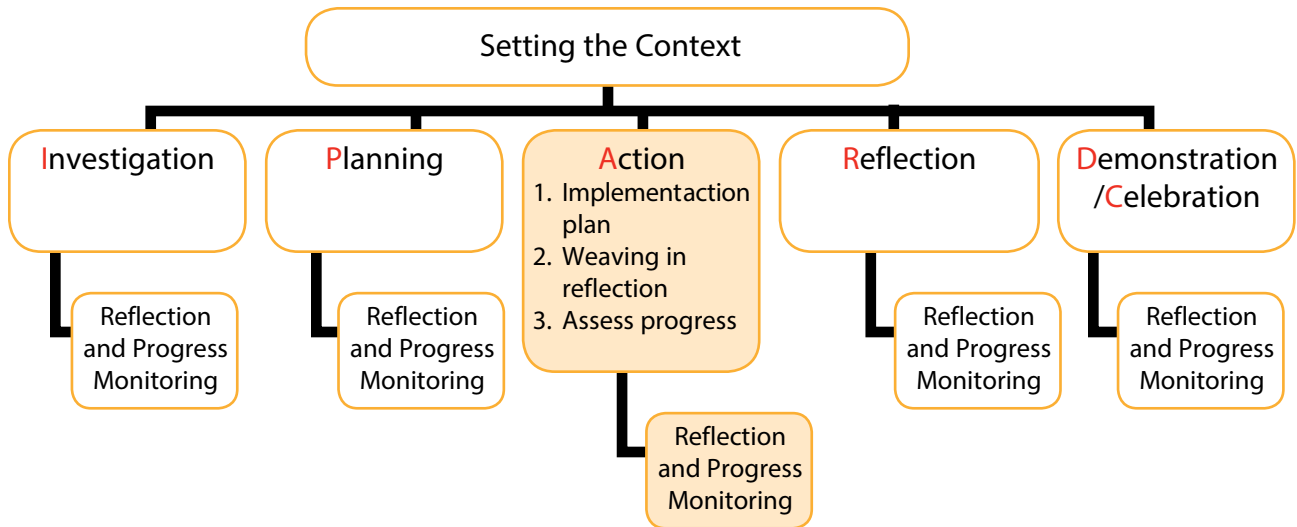 Setting the Context
Investigation
Planning
Action
1. Implementaction
plan
2. Weaving in
reflection
3. Assess progress
Reflection
Demonstration
/Celebration
Reflection
and Progress
Monitoring
Reflection
and Progress
Monitoring
Reflection
and Progress
Monitoring
Reflection
and Progress
Monitoring
Reflection
and Progress
Monitoring